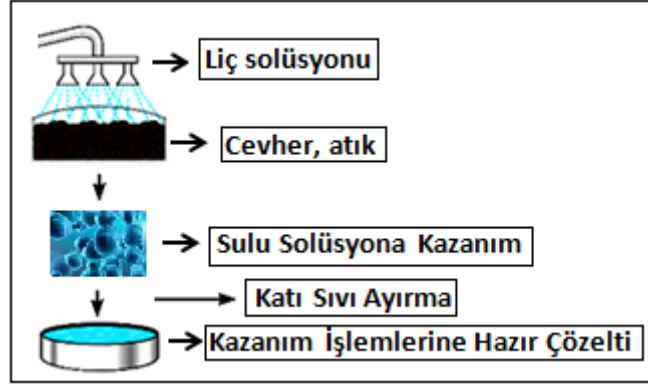 Liç solüsyonu
Cevher, atık
Sulu Solüsyona Kazanım
Katı Sıvı Ayırma
Kazanım İşlemlerine Hazır Çözelti